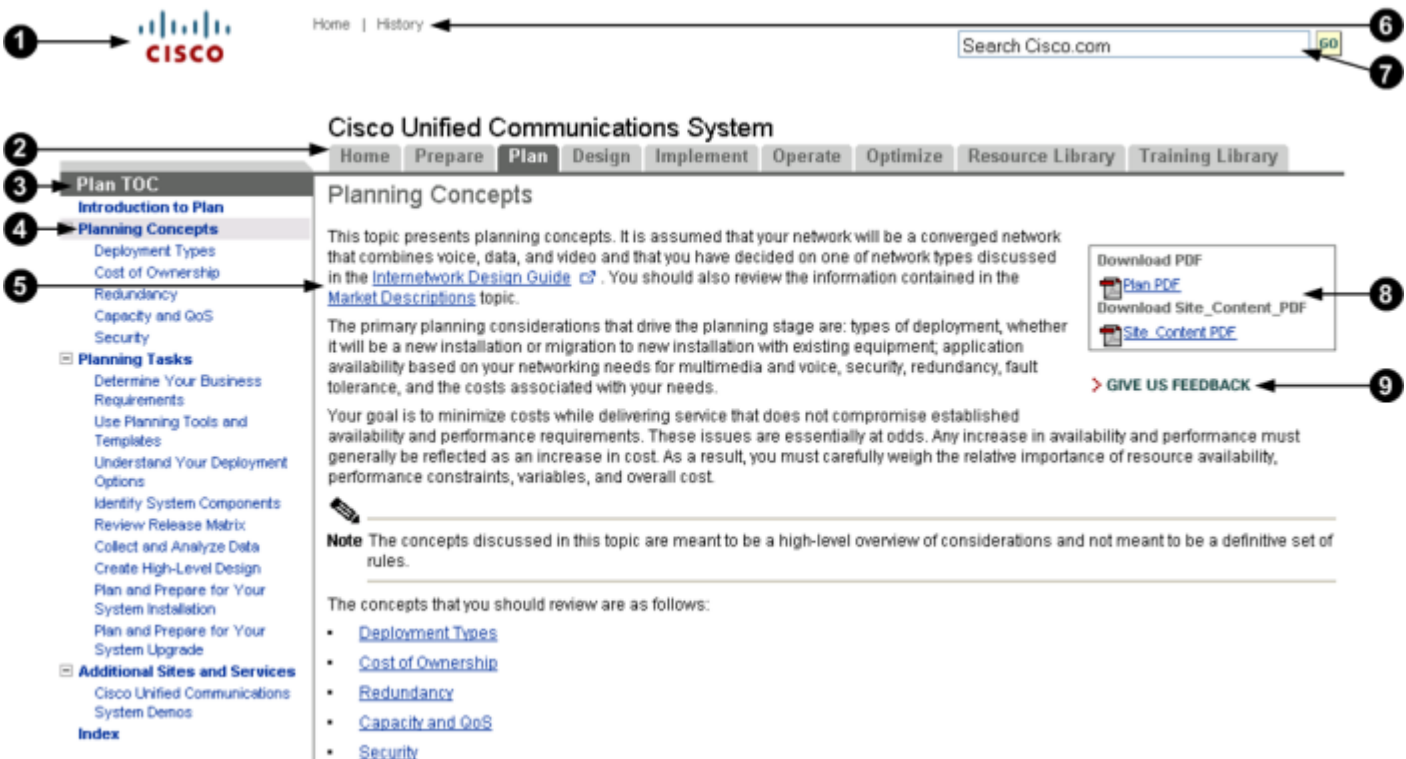 1
CISCO
Home | History
6
Search Cisco.com
GO
7
Cisco Unified Communications System
2
Home Prepare Plan Design Implement Operate Optimize Resource Library Training Library
3
Plan TOC
Introduction to Plan
4
Planning Concepts
Deployment Types
Cost of Ownership
Redundancy
Capacity and QoS
Security
Planning Tasks
Determine Your Business
Requirements
Use Planning Tools and
Templates
Understand Your Deployment
Options
Identify System Components
Review Release Matrix
Collect and Analyze Data
Create High-Level Design
Plan and Prepare for Your
System Installation
Plan and Prepare for Your
System Upgrade
Additional Sites and Services
Cisco Unified Communications
System Demos
Index
Planning Concepts
This topic presents planning concepts. It is assumed that your network will be a converged network
that combines voice, data, and video and that you have decided on one of network types discussed
5
in the Internetwork Design Guide . You should also review the information contained in the
Market Descriptions topic.
The primary planning considerations that drive the planning stage are: types of deployment, whether
it will be a new installation or migration to new installation with existing equipment; application
availability based on your networking needs for multimedia and voice, security, redundancy, fault
tolerance, and the costs associated with your needs.
Your goal is to minimize costs while delivering service that does not compromise established
availability and performance requirements. These issues are essentially at odds. Any increase in availability and performance must
generally be reflected as an increase in cost. As a result, you must carefully weigh the relative importance of resource availability,
performance constraints, variables, and overall cost.
Note The concepts discussed in this topic are meant to be a high-level overview of considerations and not meant to be a definitive set of
rules.
The concepts that you should review are as follows:
• Deployment Types
• Cost of Ownership
• Redundancy
• Capacity and QoS
• Security
Download PDF
Plan PDF
8
Download Site_Content_PDF
Site_Content PDF
GIVE US FEEDBACK
9